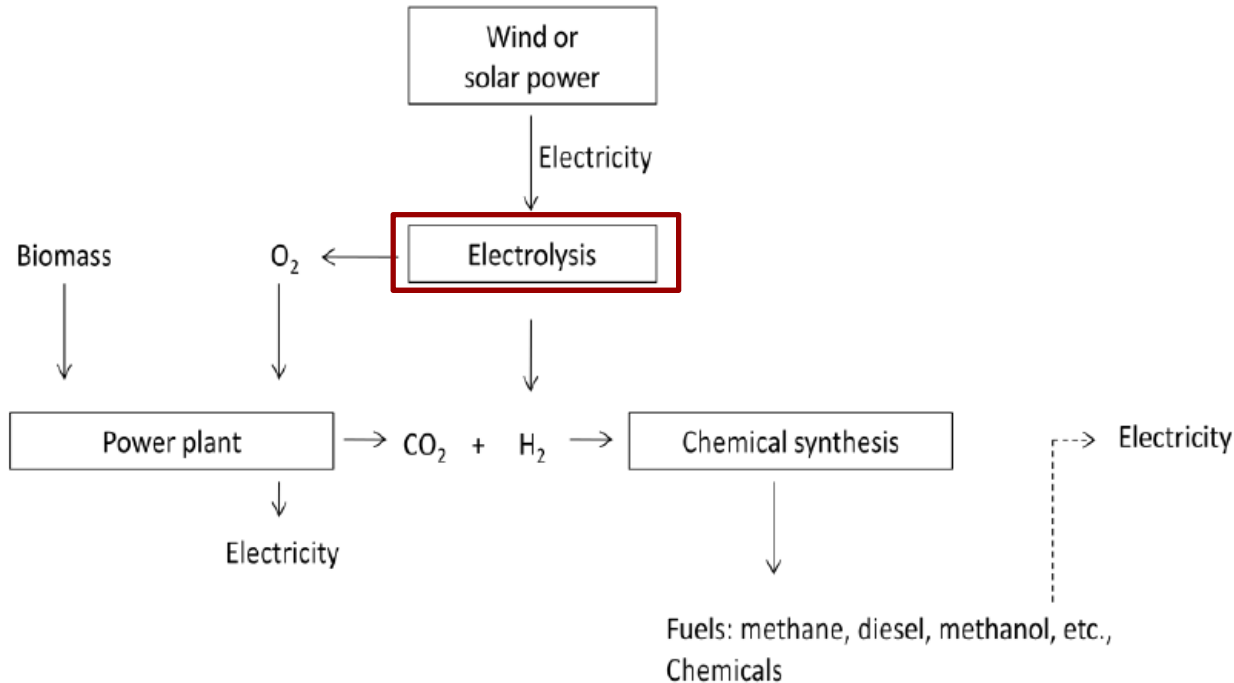 Wind or
solar power
Electricity
Biomass
O₂
Electrolysis
Power plant
CO₂ + H₂
Chemical synthesis
Electricity
Electricity
Fuels: methane, diesel, methanol, etc.,
Chemicals